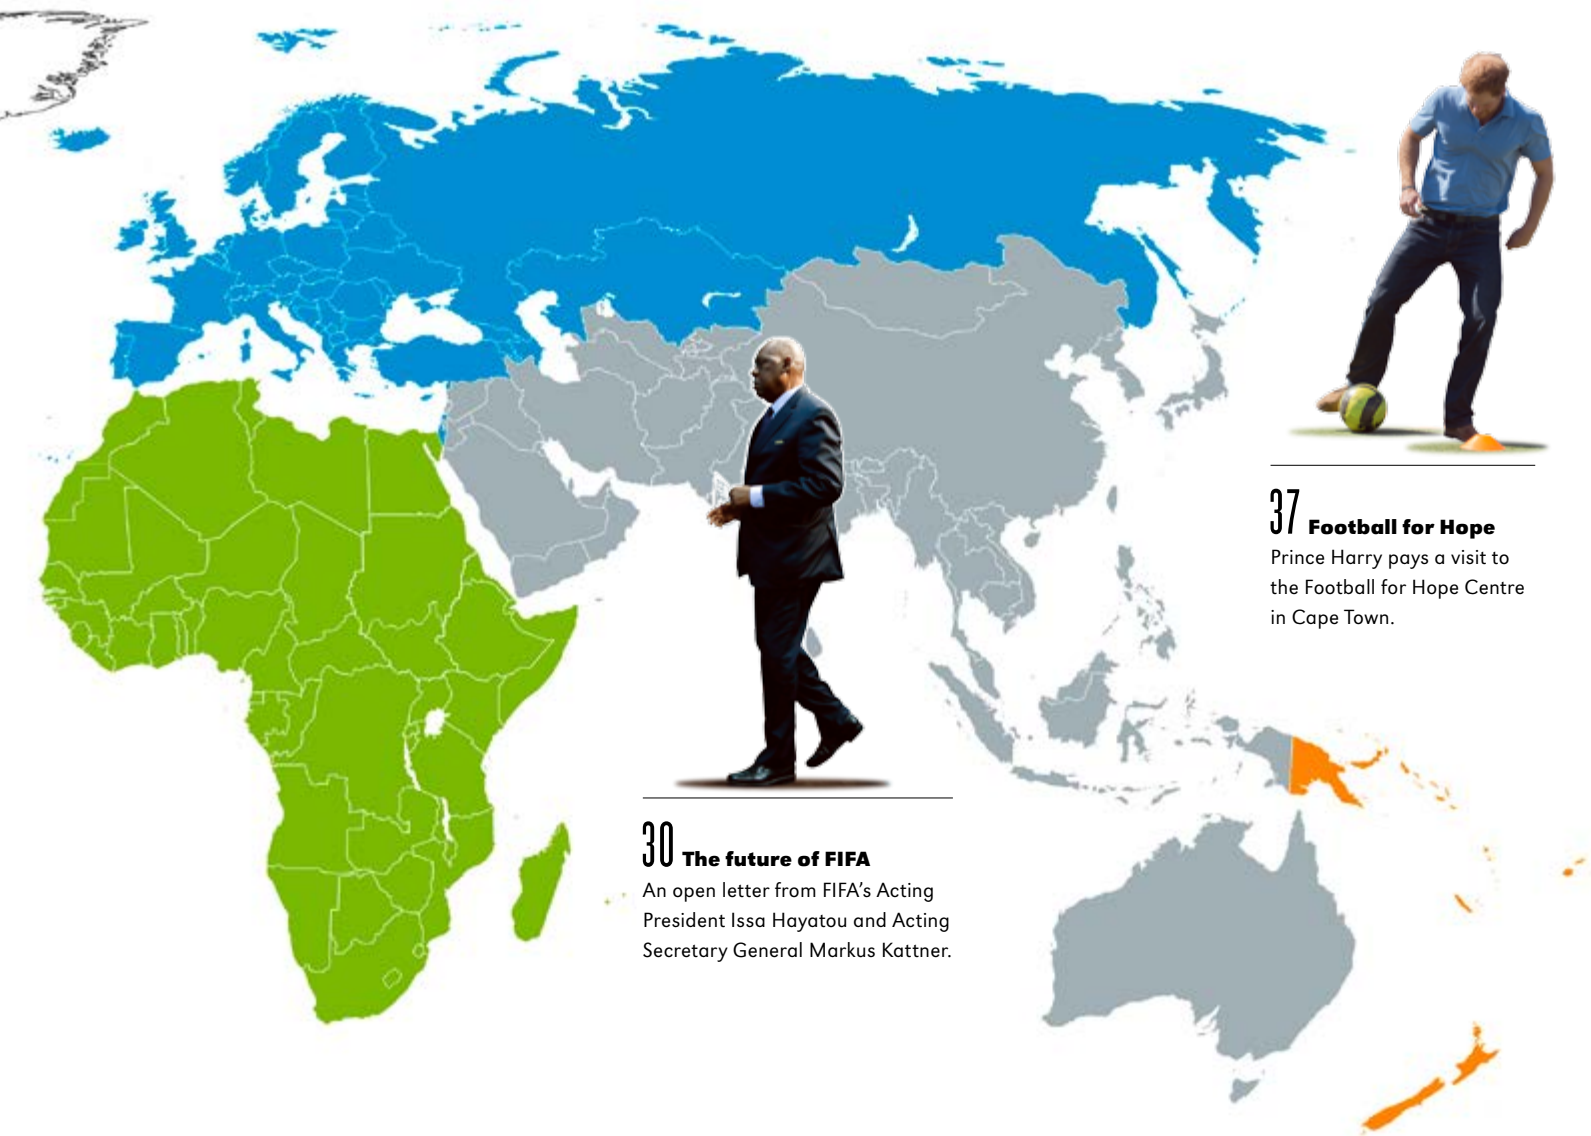 37 Football for Hope
Prince Harry pays a visit to
the Football for Hope Centre
in Cape Town.
30 The future of FIFA
An open letter from FIFA’s Acting
President Issa Hayatou and Acting
Secretary General Markus Kattner.